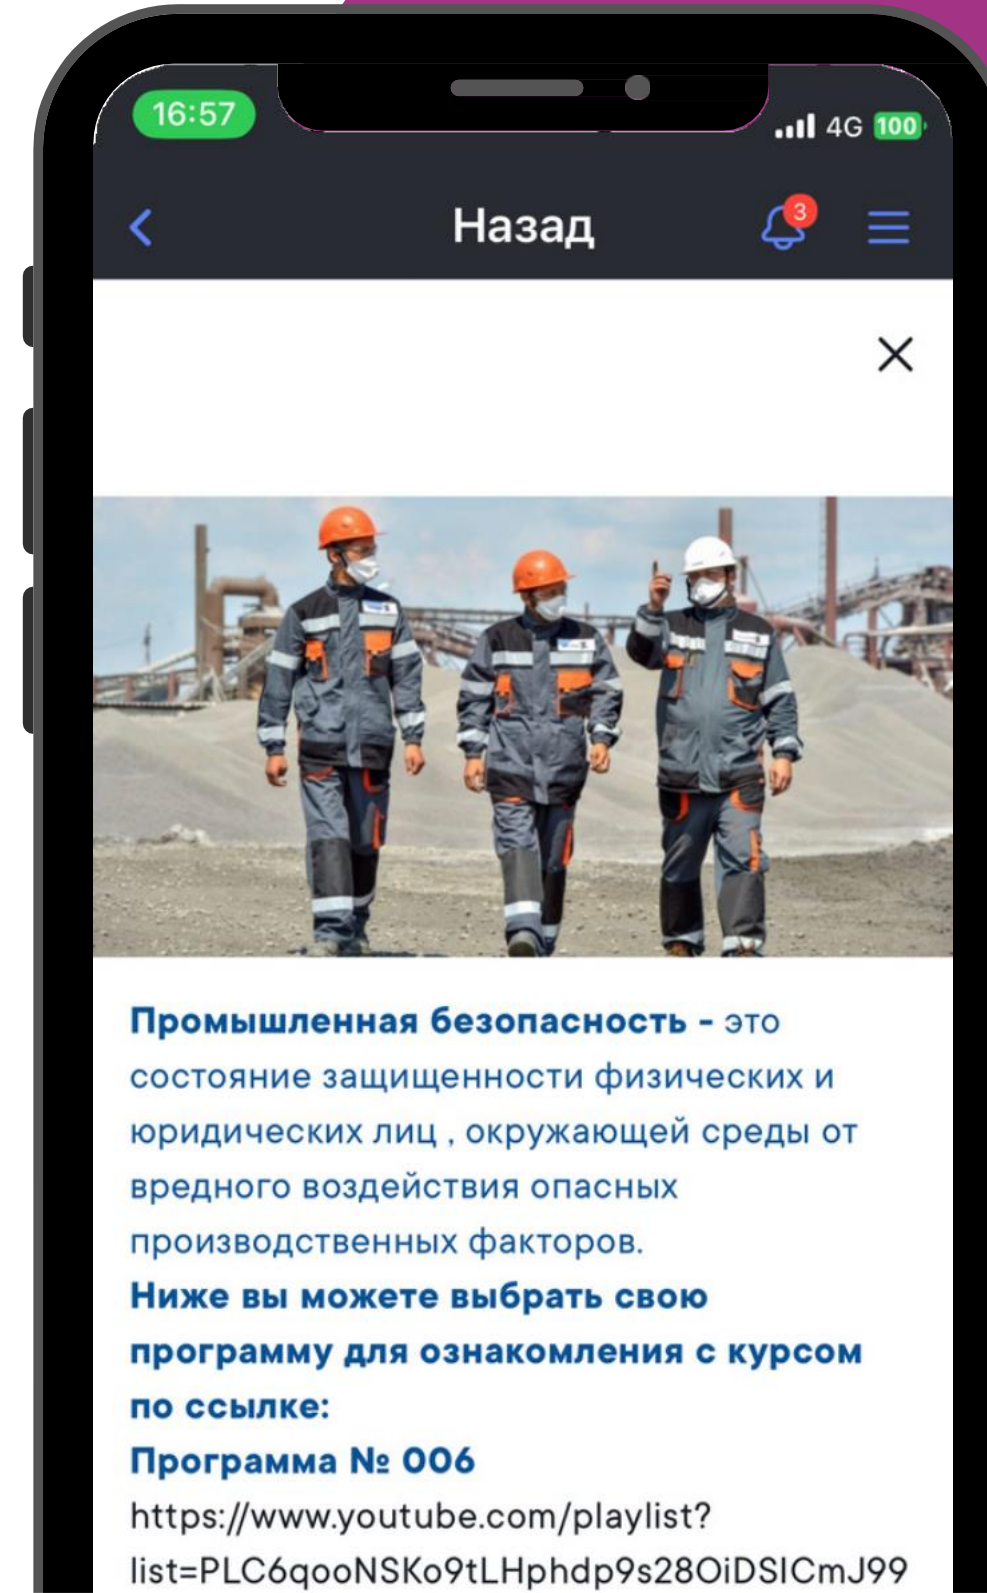 16:57
4G 100
Назад
3
Промышленная безопасность - это
состояние защищенности физических и
юридических лиц , окружающей среды от
вредного воздействия опасных
производственных факторов.
Ниже вы можете выбрать свою
программу для ознакомления с курсом
по ссылке:
Программа № 006
https://www.youtube.com/playlist?
list=PLC6qooNSKo9tLHphdp9s28OiDSICmJ99